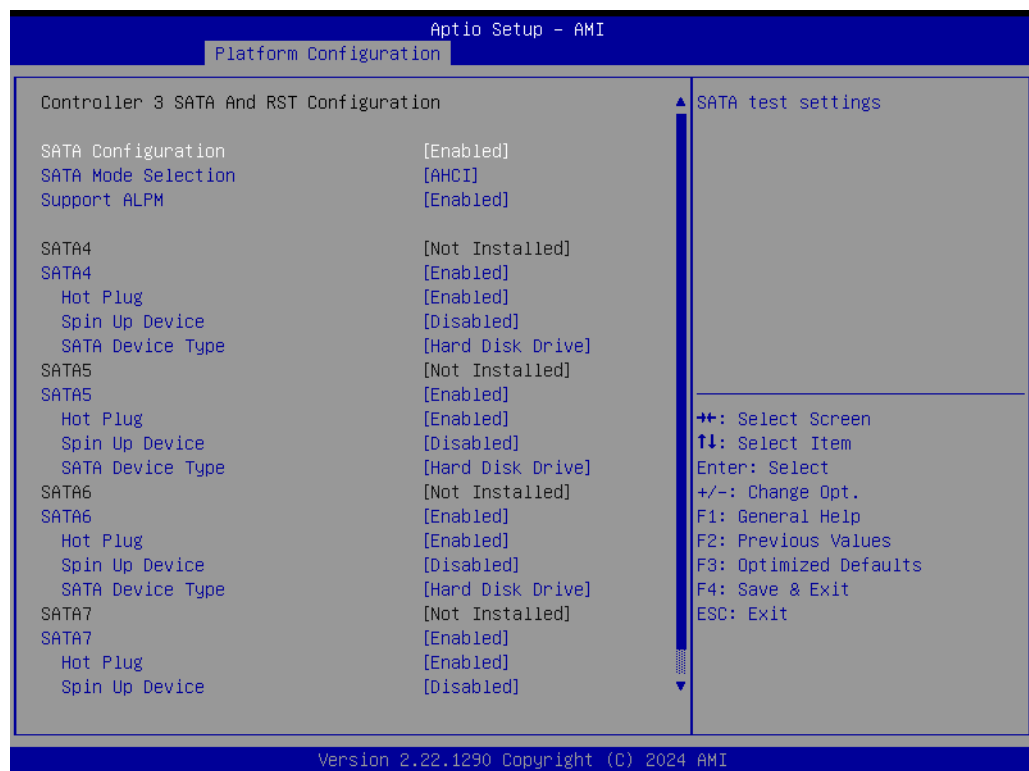 Aptio Setup – AMI
Platform Configuration
Controller 3 SATA And RST Configuration
SATA Configuration [Enabled]
SATA Mode Selection [AHCI]
Support ALPM [Enabled]
SATA4 [Not Installed]
SATA4 [Enabled]
Hot Plug [Enabled]
Spin Up Device [Disabled]
SATA Device Type [Hard Disk Drive]
SATA5 [Not Installed]
SATA5 [Enabled]
Hot Plug [Enabled]
Spin Up Device [Disabled]
SATA Device Type [Hard Disk Drive]
SATA6 [Not Installed]
SATA6 [Enabled]
Hot Plug [Enabled]
Spin Up Device [Disabled]
SATA Device Type [Hard Disk Drive]
SATA7 [Not Installed]
SATA7 [Enabled]
Hot Plug [Enabled]
Spin Up Device [Disabled]
SATA test settings
→←: Select Screen
↑↓: Select Item
Enter: Select
+/-: Change Opt.
F1: General Help
F2: Previous Values
F3: Optimized Defaults
F4: Save & Exit
ESC: Exit
Version 2.22.1290 Copyright (C) 2024 AMI